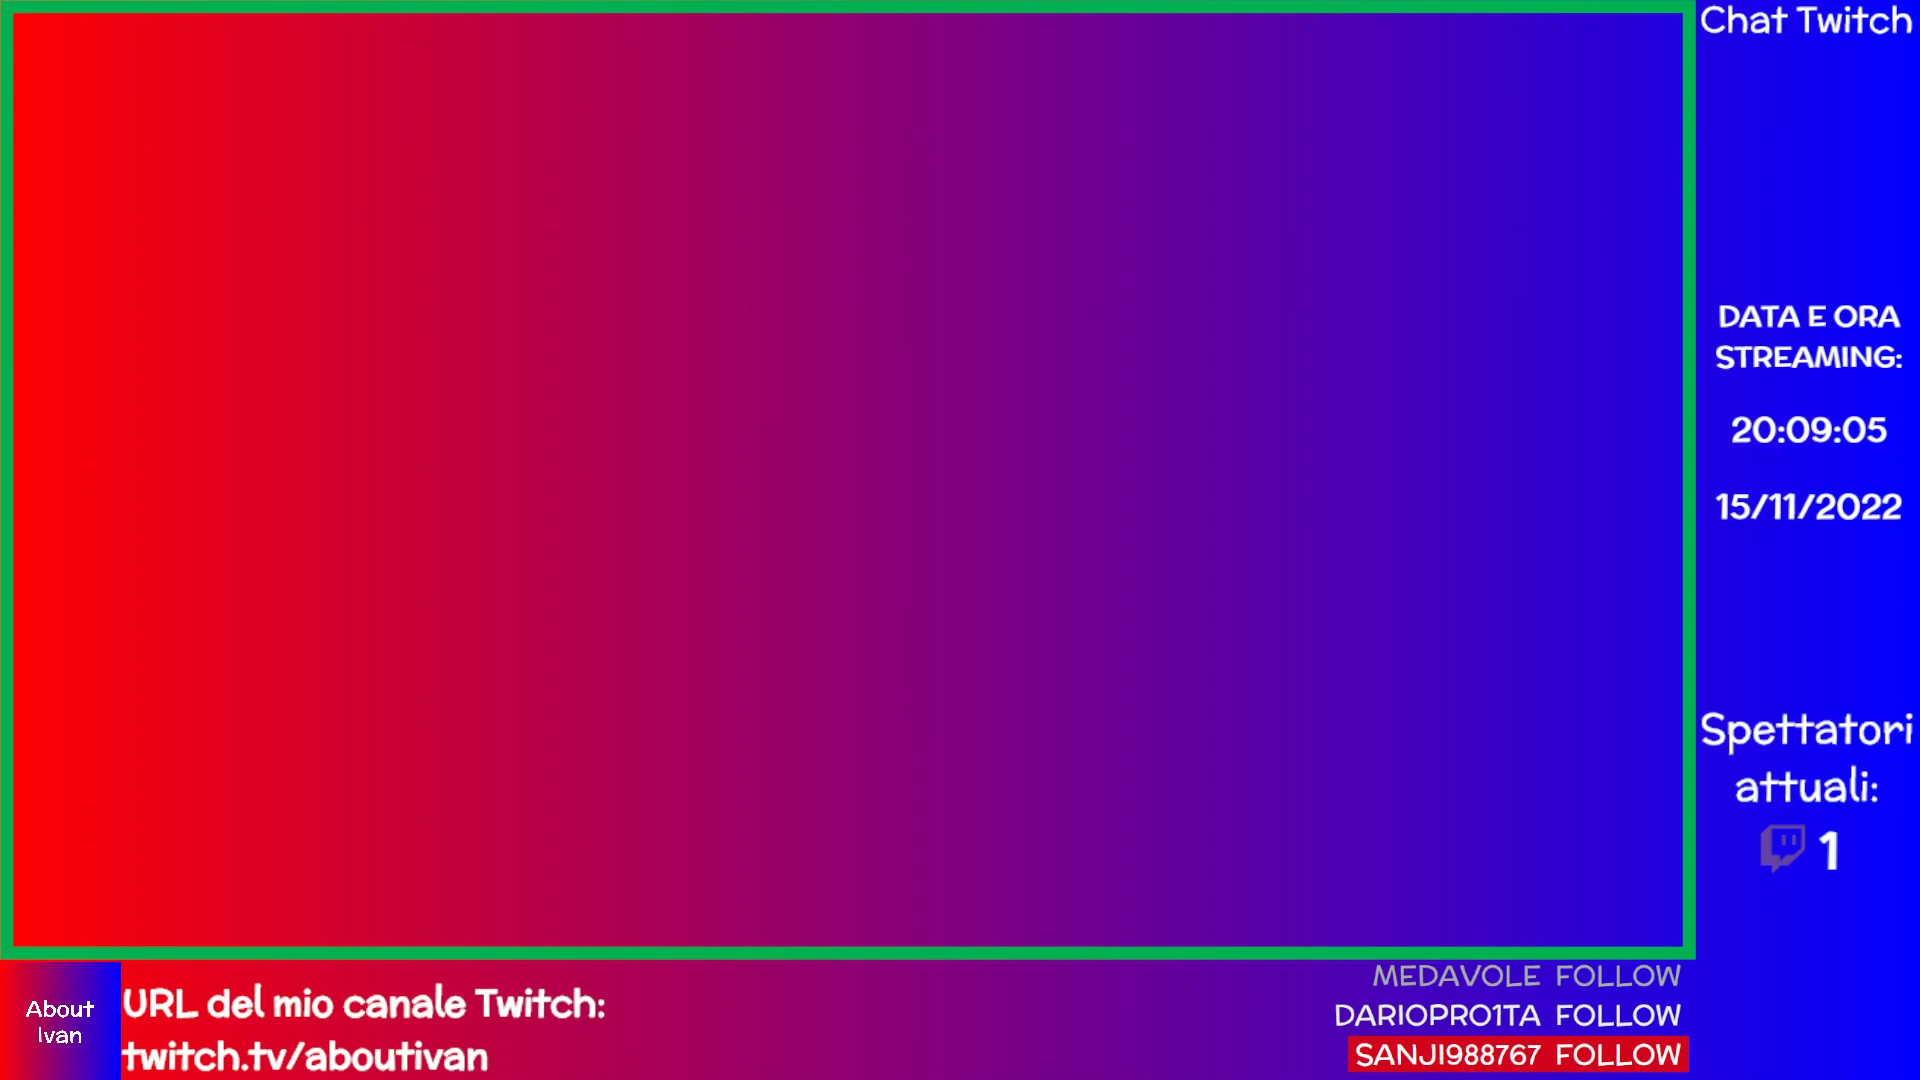 Chat Twitch
DATA E ORA
STREAMING:
20:09:05
15/11/2022
Spettatori
attuali:
1
About
Ivan
URL del mio canale Twitch:
twitch.tv/aboutivan
MEDAVOLE FOLLOW
DARIOPRO1TA FOLLOW
SANJI988767 FOLLOW